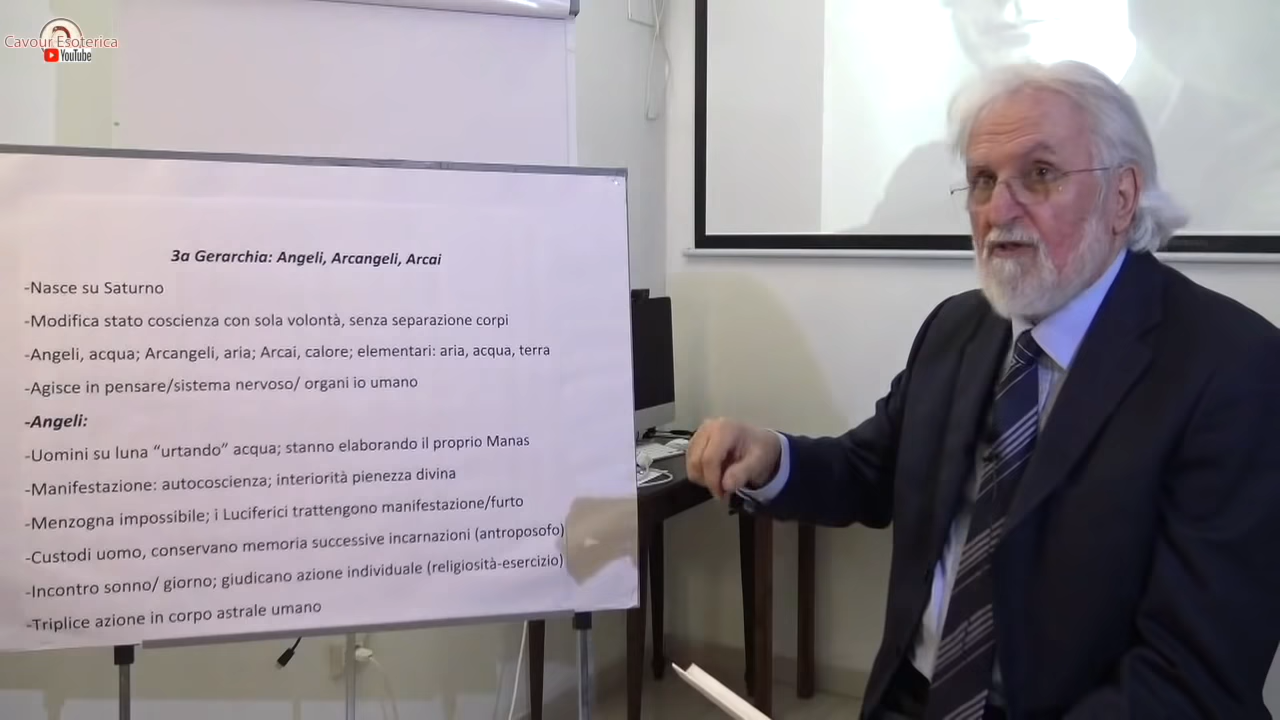 Cavour Esoterica
YouTube
3a Gerarchia: Angeli, Arcangeli, Arcai
-Nasce su Saturno
-Modifica stato coscienza con sola volontà, senza separazione corpi
-Angeli, acqua; Arcangeli, aria; Arcai, calore; elementari: aria, acqua, terra
-Agisce in pensare/sistema nervoso/ organi io umano
-Angeli:
-Uomini su luna “urtando” acqua; stanno elaborando il proprio Manas
-Manifestazione: autocoscienza; interiorità pienezza divina
-Menzogna impossibile; i Luciferici trattengono manifestazione/furto
-Custodi uomo, conservano memoria successive incarnazioni (antroposofo)
-Incontro sonno/ giorno; giudicano azione individuale (religiosità-esercizio)
-Triplice azione in corpo astrale umano